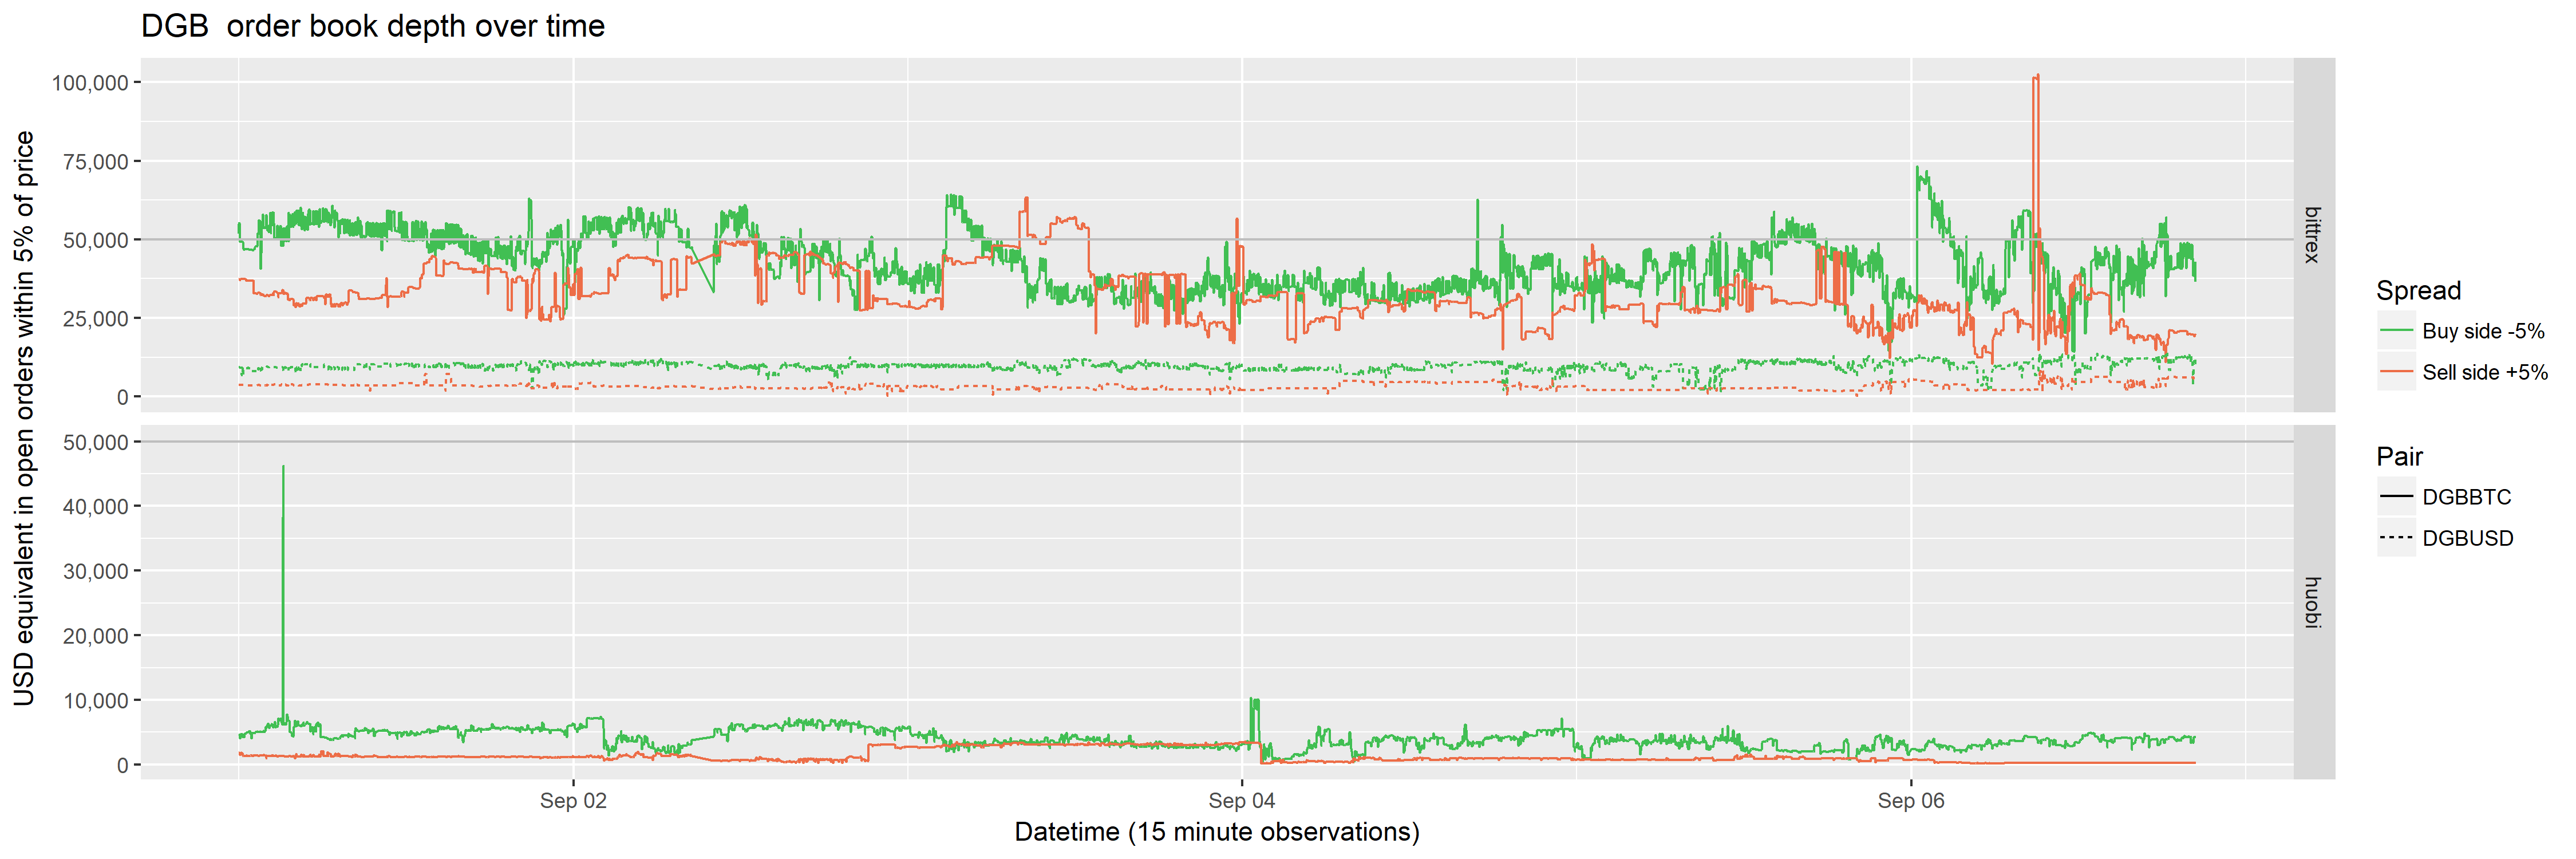 DGB  order book depth over time
USD equivalent in open orders within 5% of price
100,000
75,000
50,000
25,000
0
bittrex
50,000
40,000
30,000
20,000
10,000
0
huobi
Sep 02
Sep 04
Sep 06
Datetime (15 minute observations)
Spread
Buy side -5%
Sell side +5%
Pair
DGBBTC
DGBUSD